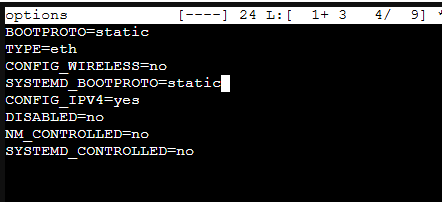 options [----] 24 L:[ 1+ 3 4/ 9] *
BOOTPROTO=static
TYPE=eth
CONFIG_WIRELESS=no
SYSTEMD_BOOTPROTO=static
CONFIG_IPV4=yes
DISABLED=no
NM_CONTROLLED=no
SYSTEMD_CONTROLLED=no